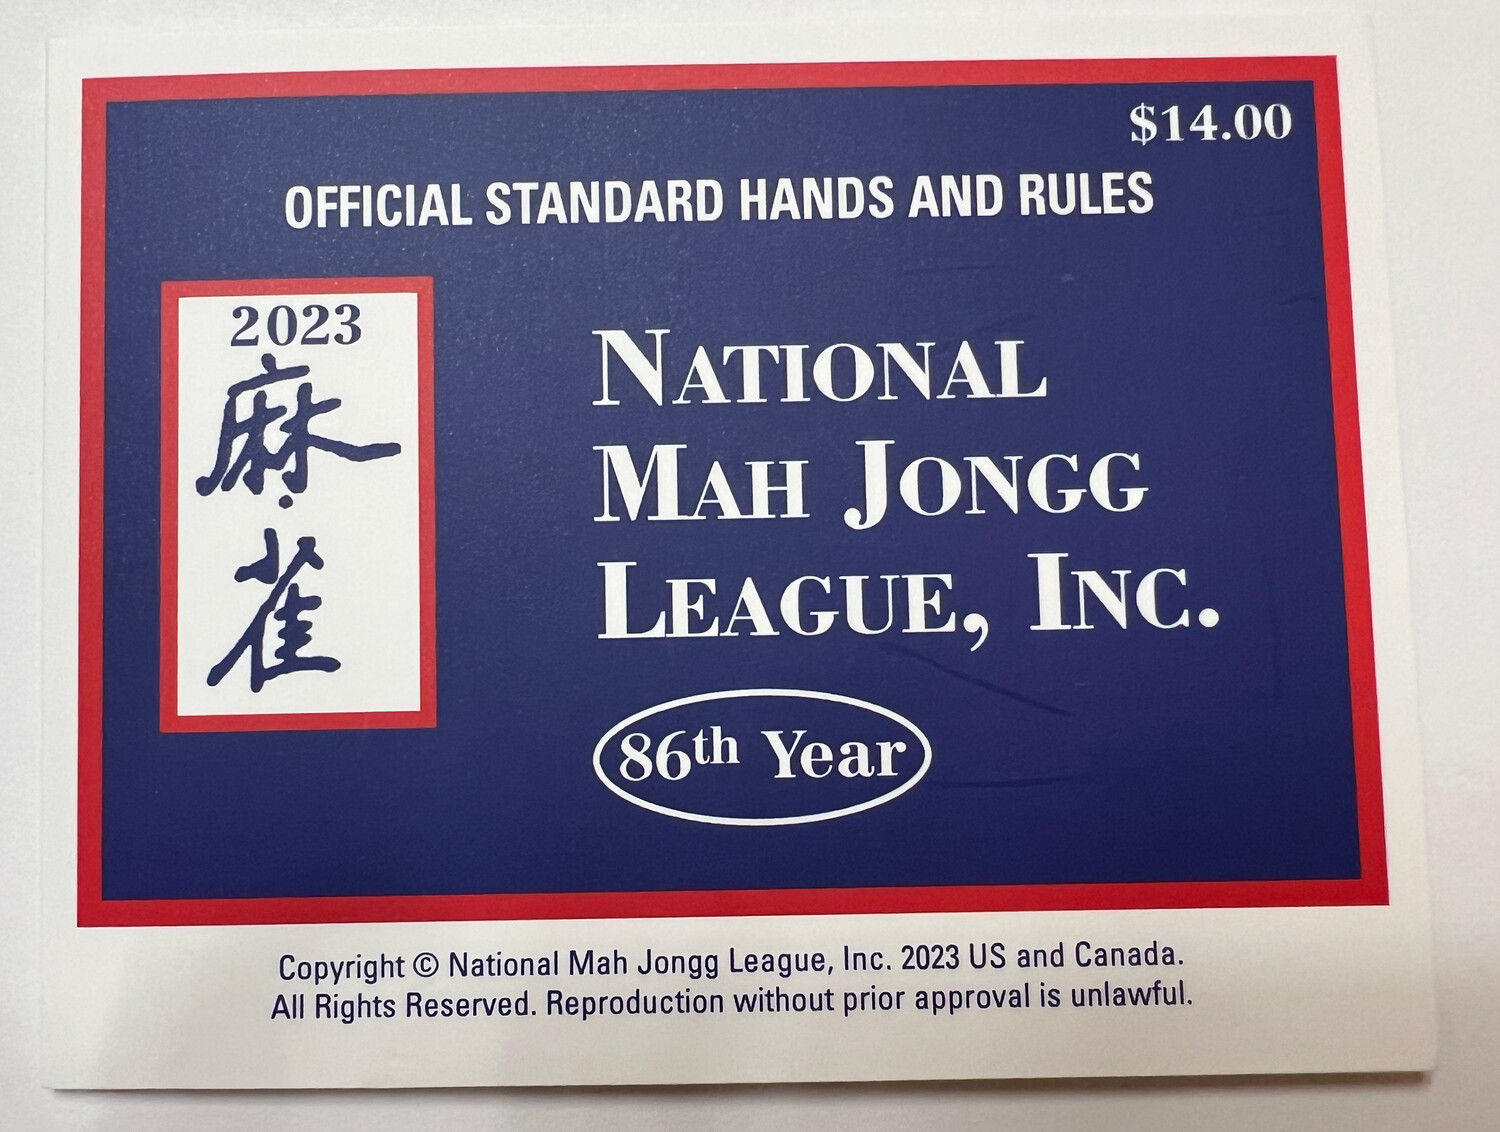 $14.00
OFFICIAL STANDARD HANDS AND RULES
2023
麻
雀
NATIONAL
MAH JONGG
LEAGUE, INC.
86th Year
Copyright © National Mah Jongg League, Inc. 2023 US and Canada.
All Rights Reserved. Reproduction without prior approval is unlawful.